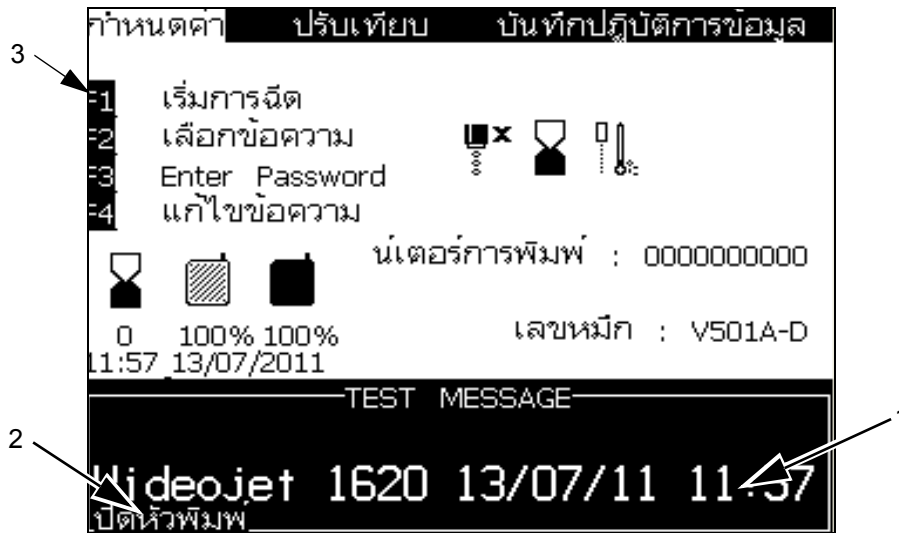 กำหนดค่า ปรับเทียบ บันทึกปฏิบัติการข้อมูล
3
F1 เริ่มการฉีด
F2 เลือกข้อความ
F3 Enter Password
F4 แก้ไขข้อความ
น์เตอร์การพิมพ์ : 0000000000
0 100% 100%
เลขหมึก : V501A-D
11:57 13/07/2011
TEST MESSAGE
2
Videojet 1620 13/07/11 11:57
ปิดหัวพิมพ์